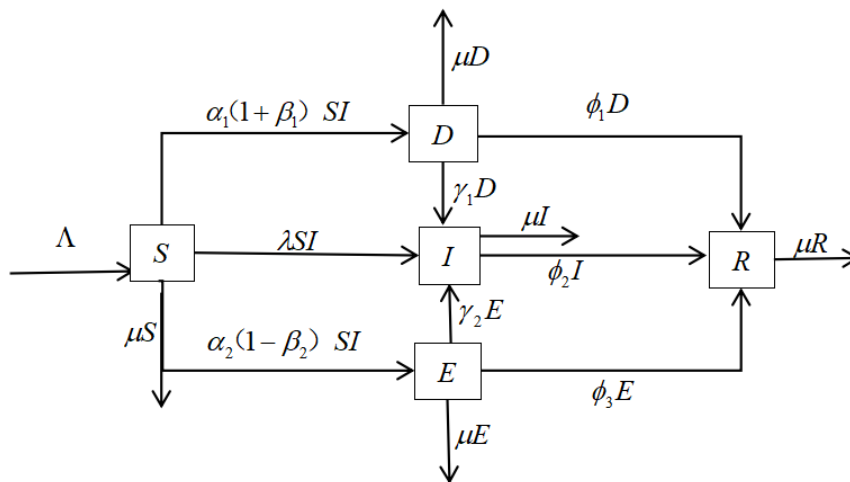 μD
α₁(1+β₁) SI
ϕ₁D
D
γ₁D
Λ
S
λSI
I
μI
ϕ₂I
R
μR
μS
γ₂E
α₂(1−β₂) SI
E
ϕ₃E
μE